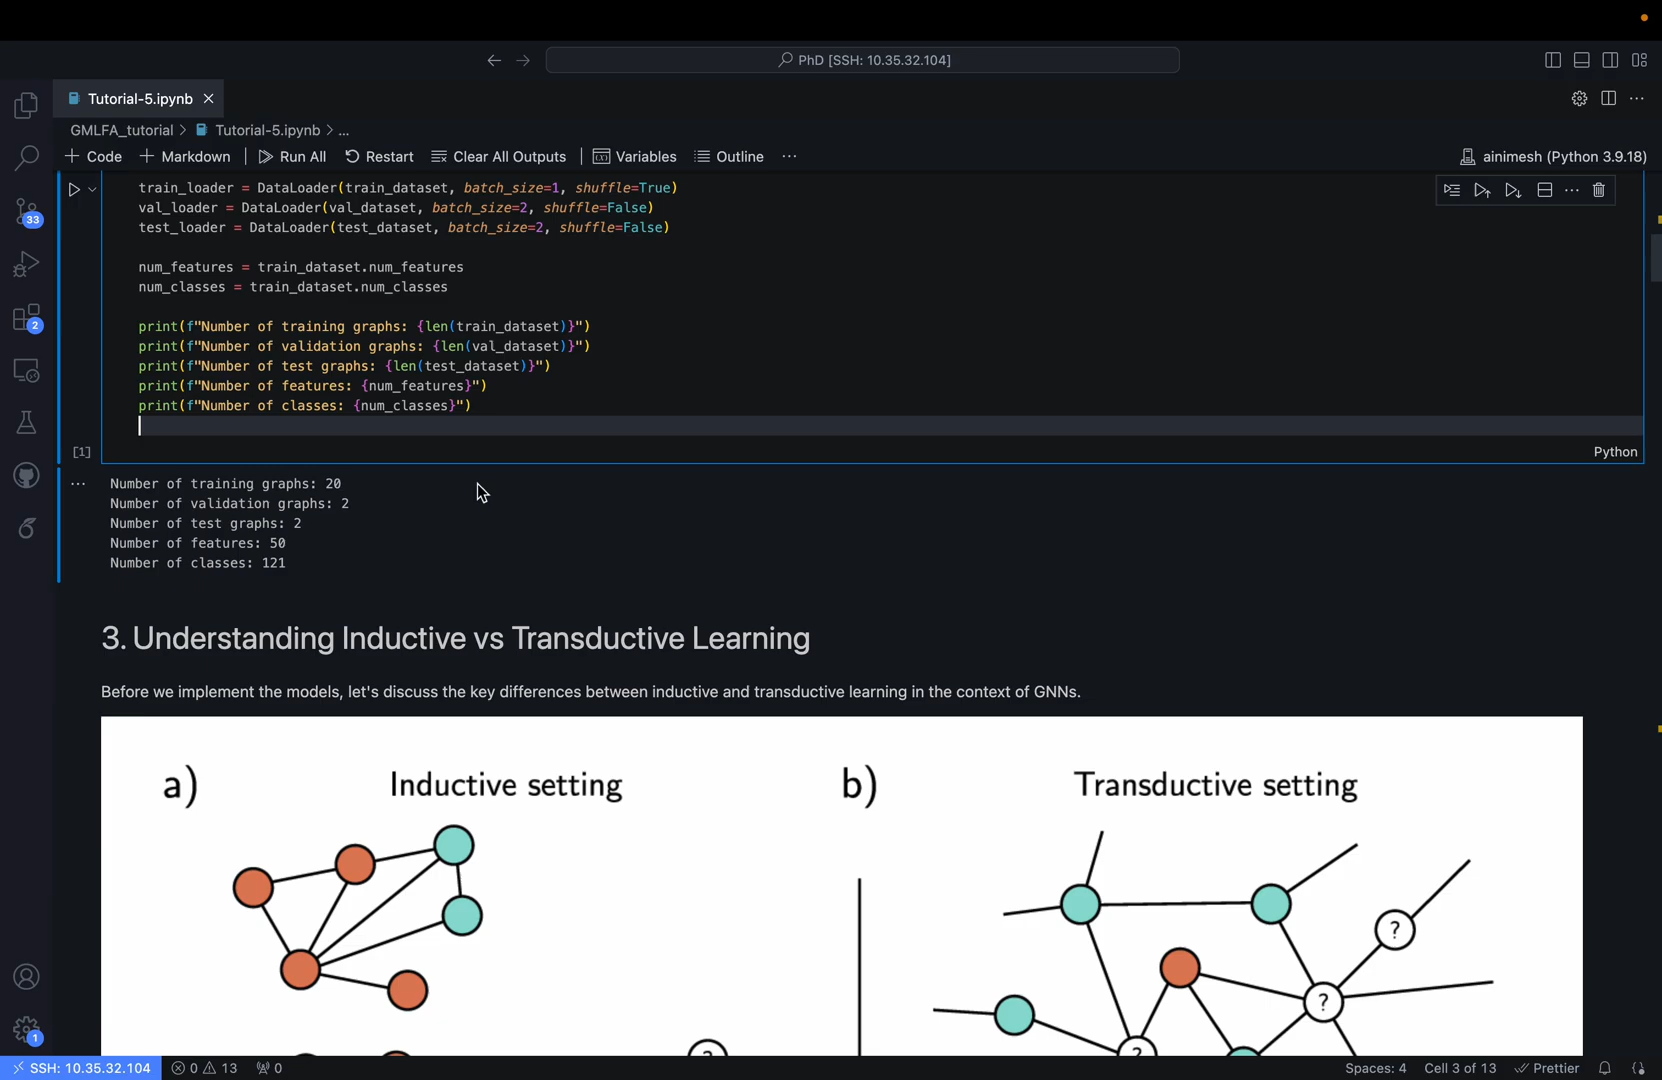 PhD [SSH: 10.35.32.104]
Tutorial-5.ipynb
GMLFA_tutorial > Tutorial-5.ipynb > ...
Code Markdown Run All Restart Clear All Outputs Variables Outline ... ainimesh (Python 3.9.18)
33
2
train_loader = DataLoader(train_dataset, batch_size=1, shuffle=True)
val_loader = DataLoader(val_dataset, batch_size=2, shuffle=False)
test_loader = DataLoader(test_dataset, batch_size=2, shuffle=False)
num_features = train_dataset.num_features
num_classes = train_dataset.num_classes
print(f"Number of training graphs: {len(train_dataset)}")
print(f"Number of validation graphs: {len(val_dataset)}")
print(f"Number of test graphs: {len(test_dataset)}")
print(f"Number of features: {num_features}")
print(f"Number of classes: {num_classes}")
[1] Python
Number of training graphs: 20
Number of validation graphs: 2
Number of test graphs: 2
Number of features: 50
Number of classes: 121
3. Understanding Inductive vs Transductive Learning
Before we implement the models, let's discuss the key differences between inductive and transductive learning in the context of GNNs.
a) Inductive setting
b) Transductive setting
?
?
?
?
1
SSH: 10.35.32.104 0 13 0 Spaces: 4 Cell 3 of 13 Prettier